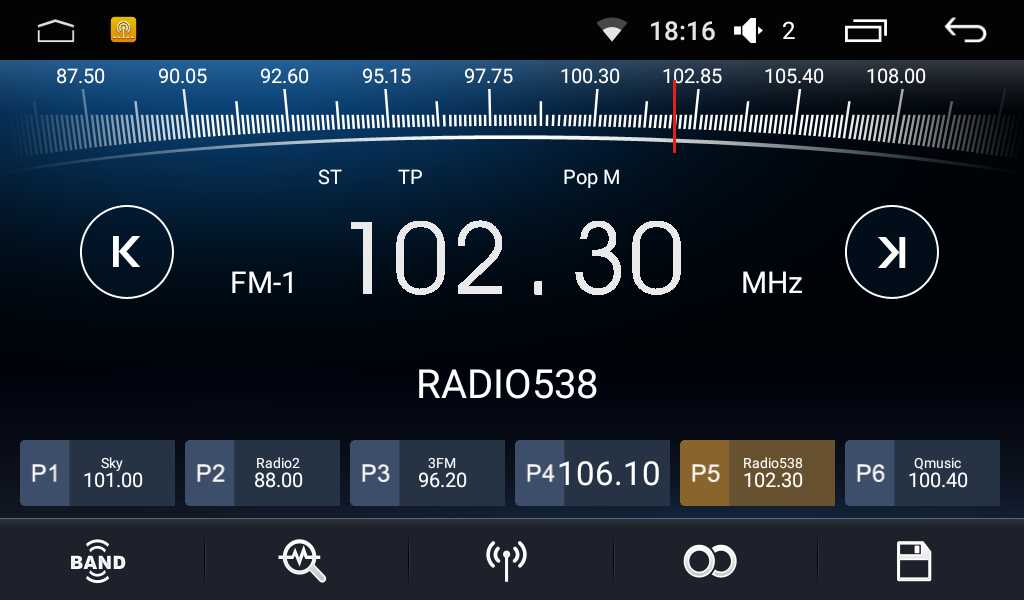 18:16 2
87.50 90.05 92.60 95.15 97.75 100.30 102.85 105.40 108.00
ST TP Pop M
FM-1 102.30 MHz
RADIO538
P1 Sky 101.00
P2 Radio2 88.00
P3 3FM 96.20
P4 106.10
P5 Radio538 102.30
P6 Qmusic 100.40
BAND